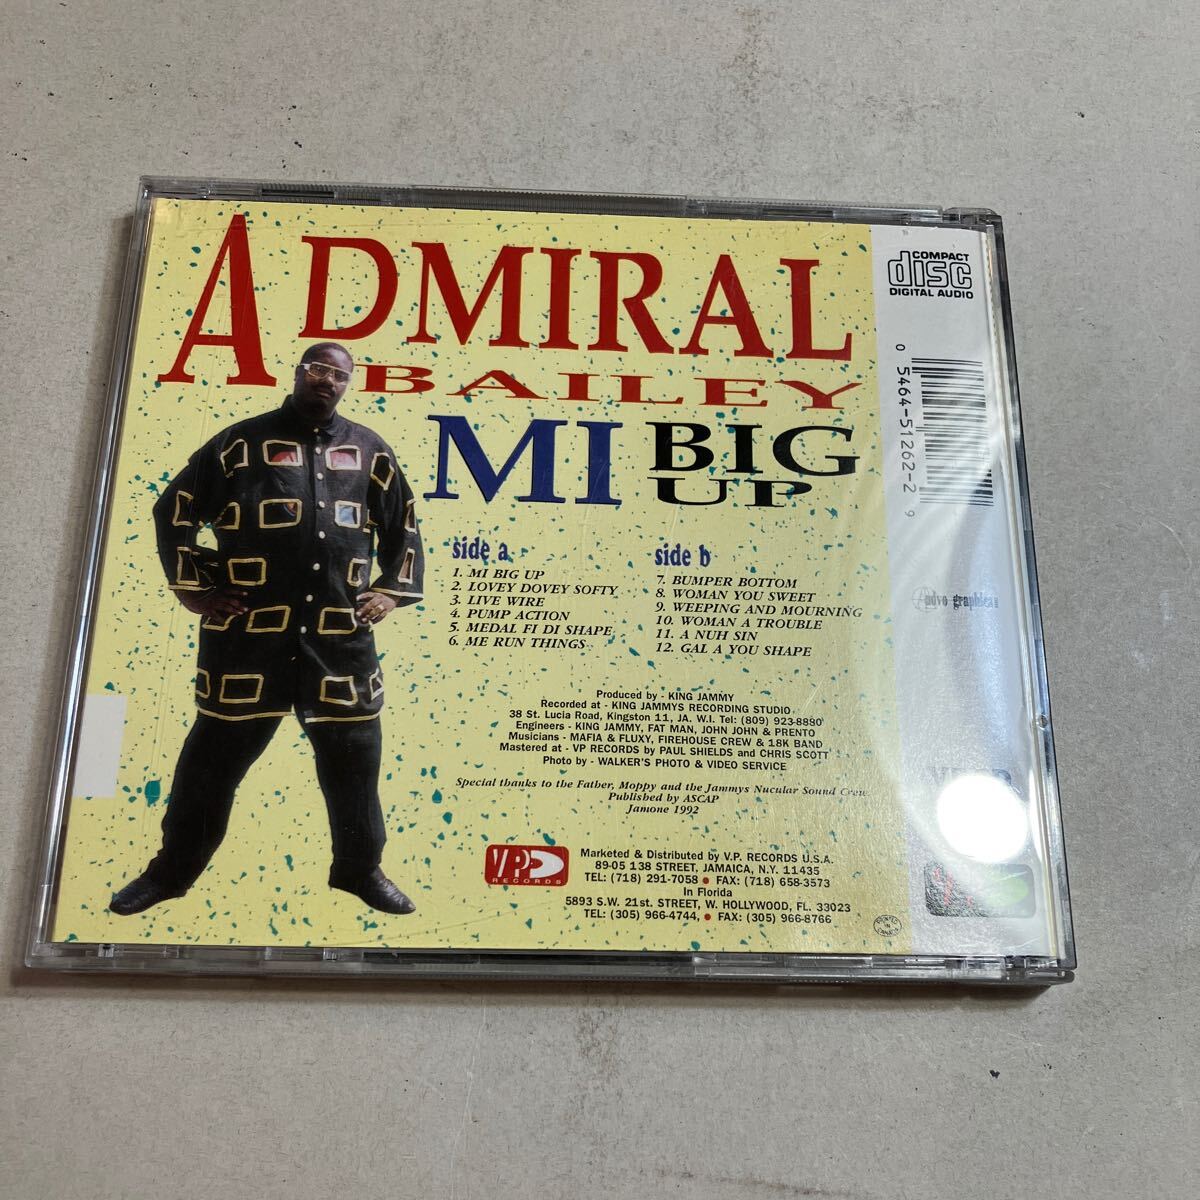 ADMIRAL
BAILEY
MI BIG
UP
COMPACT
disc
DIGITAL AUDIO
0 5464-51262-2 9
side a
1. MI BIG UP
2. LOVEY DOVEY SOFTY
3. LIVE WIRE
4. PUMP ACTION
5. MEDAL FI DI SHAPE
6. ME RUN THINGS
side b
7. BUMPER BOTTOM
8. WOMAN YOU SWEET
9. WEEPING AND MOURNING
10. WOMAN A TROUBLE
11. A NUH SIN
12. GAL A YOU SHAPE
Produced by - KING JAMMY
Recorded at - KING JAMMYS RECORDING STUDIO
38 St. Lucia Road, Kingston 11, JA. W.I. Tel: (809) 923-8880
Engineers - KING JAMMY, FAT MAN, JOHN JOHN & PRENTO
Musicians - MAFIA & FLUXY, FIREHOUSE CREW & 18K BAND
Mastered at - VP RECORDS by PAUL SHIELDS and CHRIS SCOTT
Photo by - WALKER'S PHOTO & VIDEO SERVICE
Special thanks to the Father, Moppy and the Jammys Nucular Sound Crew.
Published by ASCAP
Jamone 1992
VP
RECORDS
Marketed & Distributed by V.P. RECORDS U.S.A.
89-05 138 STREET, JAMAICA, N.Y. 11435
TEL: (718) 291-7058 • FAX: (718) 658-3573
In Florida
5893 S.W. 21st. STREET, W. HOLLYWOOD, FL. 33023
TEL: (305) 966-4744, • FAX: (305) 966-8766
PRINTED
IN
CANADA